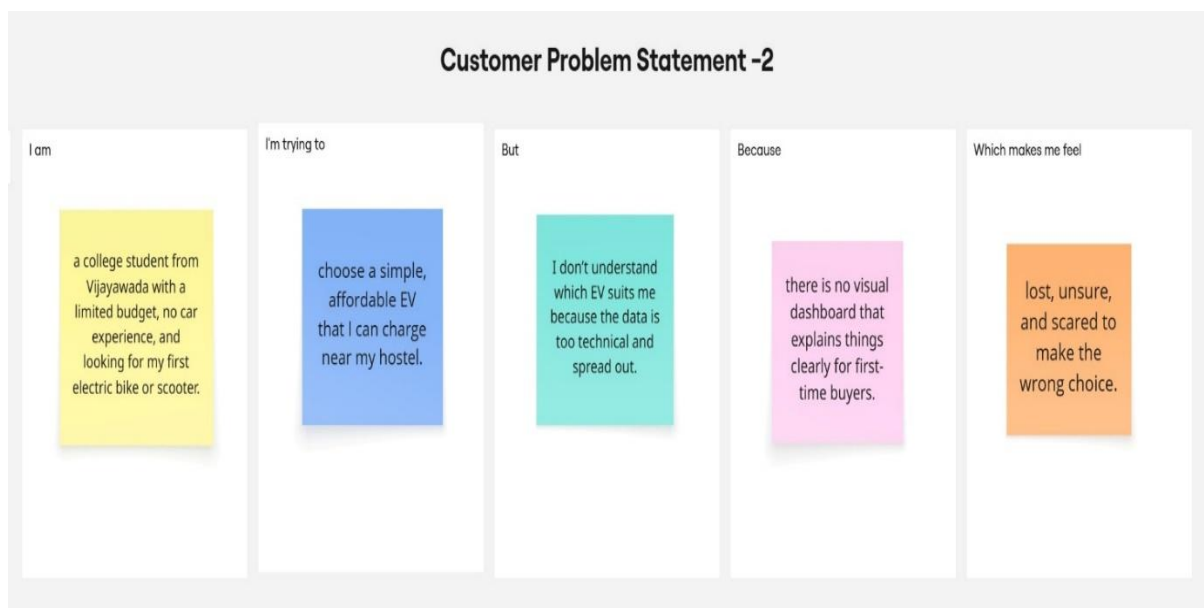 Customer Problem Statement -2
I am
a college student from
Vijayawada with a
limited budget, no car
experience, and
looking for my first
electric bike or scooter.
I'm trying to
choose a simple,
affordable EV
that I can charge
near my hostel.
But
I don't understand
which EV suits me
because the data is
too technical and
spread out.
Because
there is no visual
dashboard that
explains things
clearly for first-
time buyers.
Which makes me feel
lost, unsure,
and scared to
make the
wrong choice.